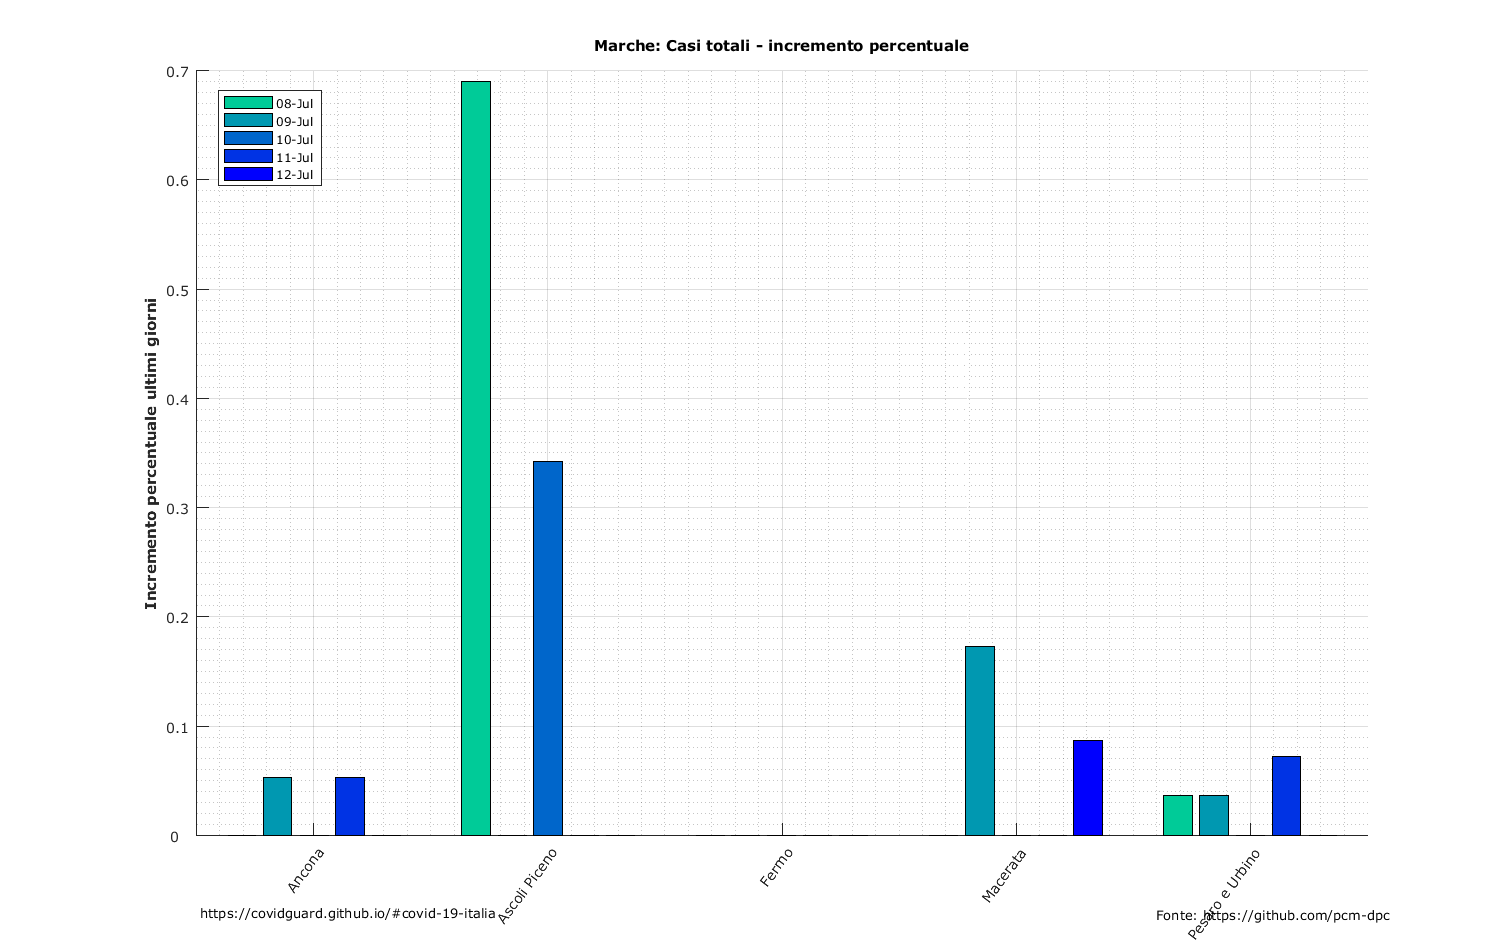 Marche: Casi totali - incremento percentuale
0.7
0.6
0.5
0.4
0.3
0.2
0.1
0
Incremento percentuale ultimi giorni
08-Jul
09-Jul
10-Jul
11-Jul
12-Jul
Ancona
Ascoli Piceno
Fermo
Macerata
Pesaro e Urbino
https://covidguard.github.io/#covid-19-italia
Fonte: https://github.com/pcm-dpc